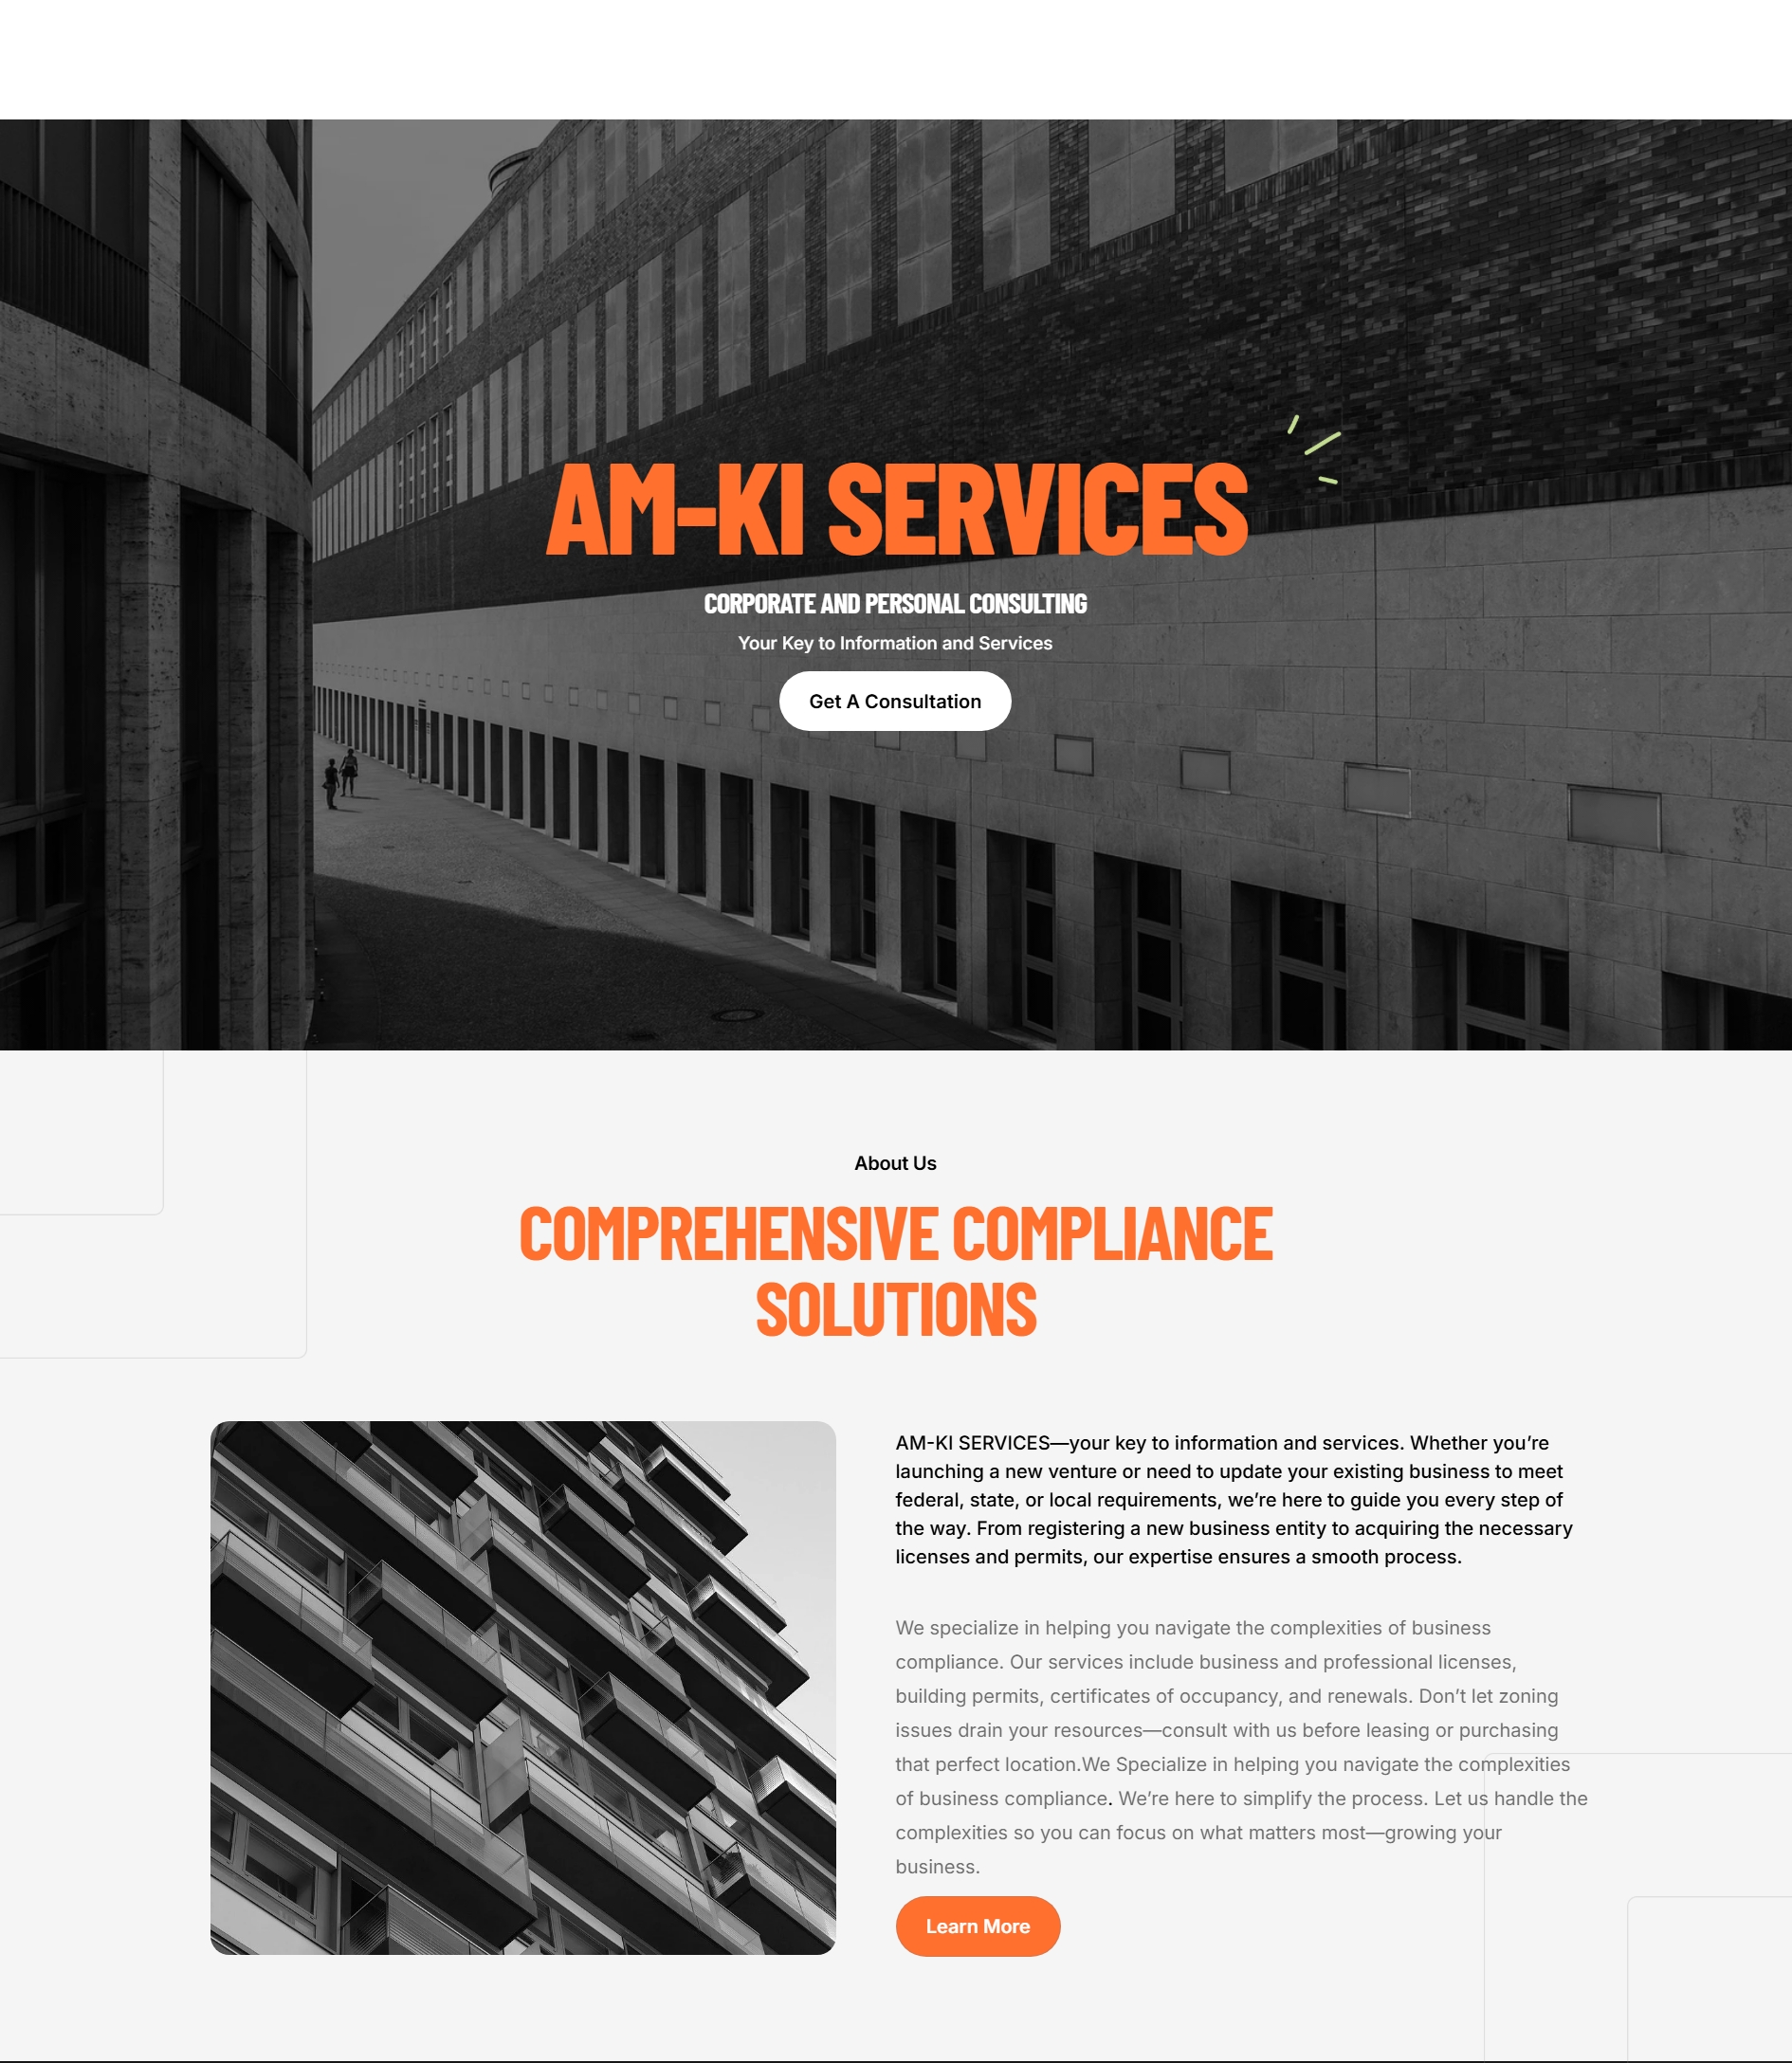 AM-KI SERVICES
CORPORATE AND PERSONAL CONSULTING
Your Key to Information and Services
Get A Consultation
About Us
COMPREHENSIVE COMPLIANCE
SOLUTIONS
AM-KI SERVICES—your key to information and services. Whether you’re
launching a new venture or need to update your existing business to meet
federal, state, or local requirements, we’re here to guide you every step of
the way. From registering a new business entity to acquiring the necessary
licenses and permits, our expertise ensures a smooth process.
We specialize in helping you navigate the complexities of business
compliance. Our services include business and professional licenses,
building permits, certificates of occupancy, and renewals. Don’t let zoning
issues drain your resources—consult with us before leasing or purchasing
that perfect location.We Specialize in helping you navigate the complexities
of business compliance. We’re here to simplify the process. Let us handle the
complexities so you can focus on what matters most—growing your
business.
Learn More